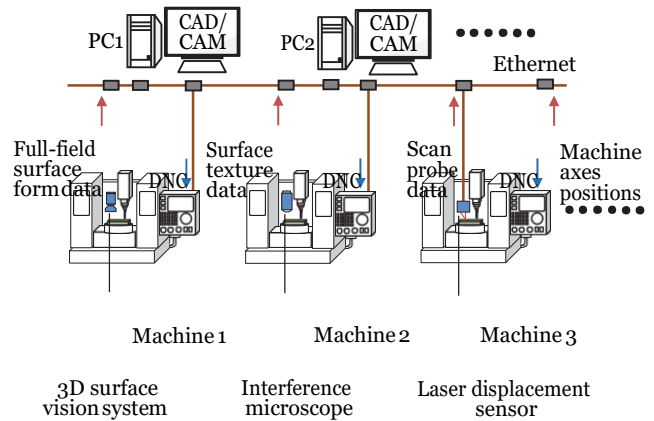 PC1
CAD/
CAM
PC2
CAD/
CAM
Ethernet
Full-field
surface
form data
DNC
Surface
texture
data
DNC
Scan
probe
data
DNC
Machine
axes
positions
Machine 1
Machine 2
Machine 3
3D surface
vision system
Interference
microscope
Laser displacement
sensor